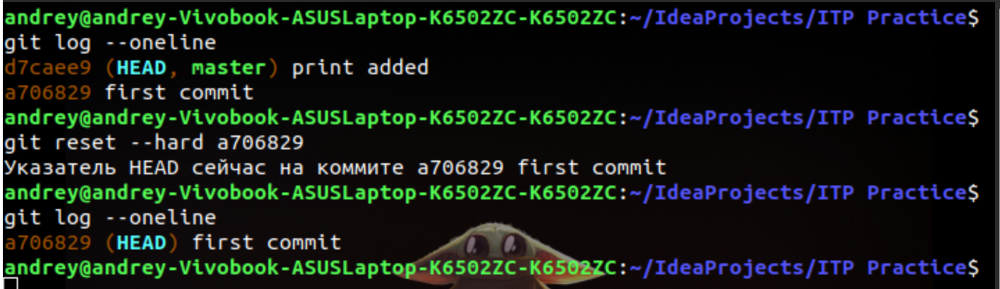 andrey@andrey-Vivobook-ASUSLaptop-K6502ZC-K6502ZC:~/IdeaProjects/ITP Practice$
git log --oneline
d7caee9 (HEAD, master) print added
a706829 first commit
andrey@andrey-Vivobook-ASUSLaptop-K6502ZC-K6502ZC:~/IdeaProjects/ITP Practice$
git reset --hard a706829
Указатель HEAD сейчас на коммите a706829 first commit
andrey@andrey-Vivobook-ASUSLaptop-K6502ZC-K6502ZC:~/IdeaProjects/ITP Practice$
git log --oneline
a706829 (HEAD) first commit
andrey@andrey-Vivobook-ASUSLaptop-K6502ZC-K6502ZC:~/IdeaProjects/ITP Practice$